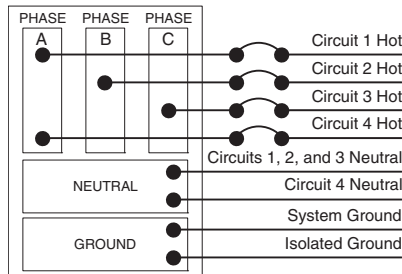 PHASE PHASE PHASE
A B C
Circuit 1 Hot
Circuit 2 Hot
Circuit 3 Hot
Circuit 4 Hot
Circuits 1, 2, and 3 Neutral
NEUTRAL
Circuit 4 Neutral
System Ground
GROUND
Isolated Ground